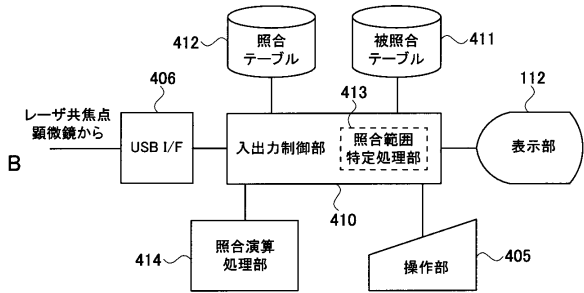 412
照合
テーブル
被照合
テーブル
411
406
413
112
レーザ共焦点
顕微鏡から
USB I/F
入出力制御部
照合範囲
特定処理部
表示部
B
410
照合演算
処理部
414
操作部
405